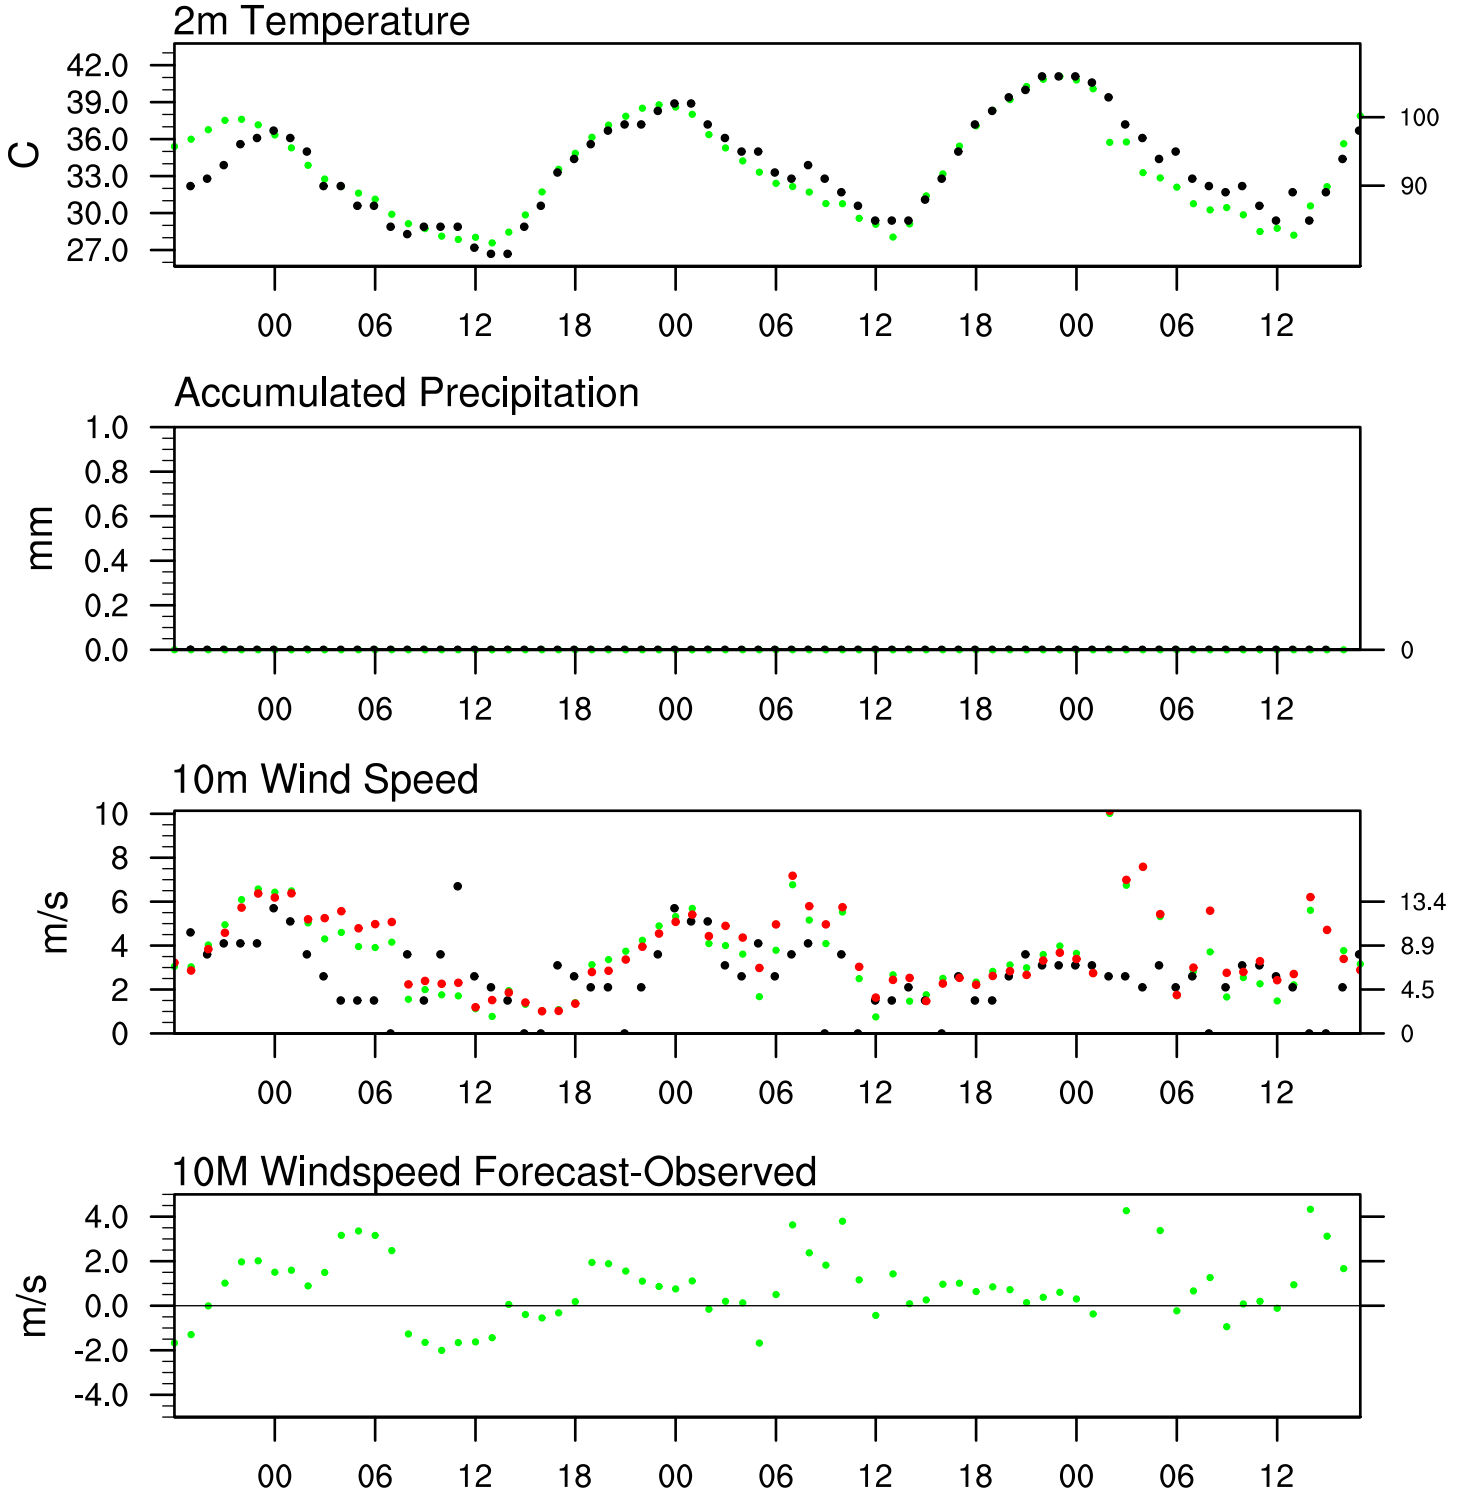 2m Temperature
42.0
39.0
36.0
33.0
30.0
27.0
C
100
90
00 06 12 18 00 06 12 18 00 06 12
Accumulated Precipitation
1.0
0.8
0.6
0.4
0.2
0.0
mm
0
00 06 12 18 00 06 12 18 00 06 12
10m Wind Speed
10
8
6
4
2
0
m/s
13.4
8.9
4.5
0
00 06 12 18 00 06 12 18 00 06 12
10M Windspeed Forecast-Observed
4.0
2.0
0.0
-2.0
-4.0
m/s
00 06 12 18 00 06 12 18 00 06 12